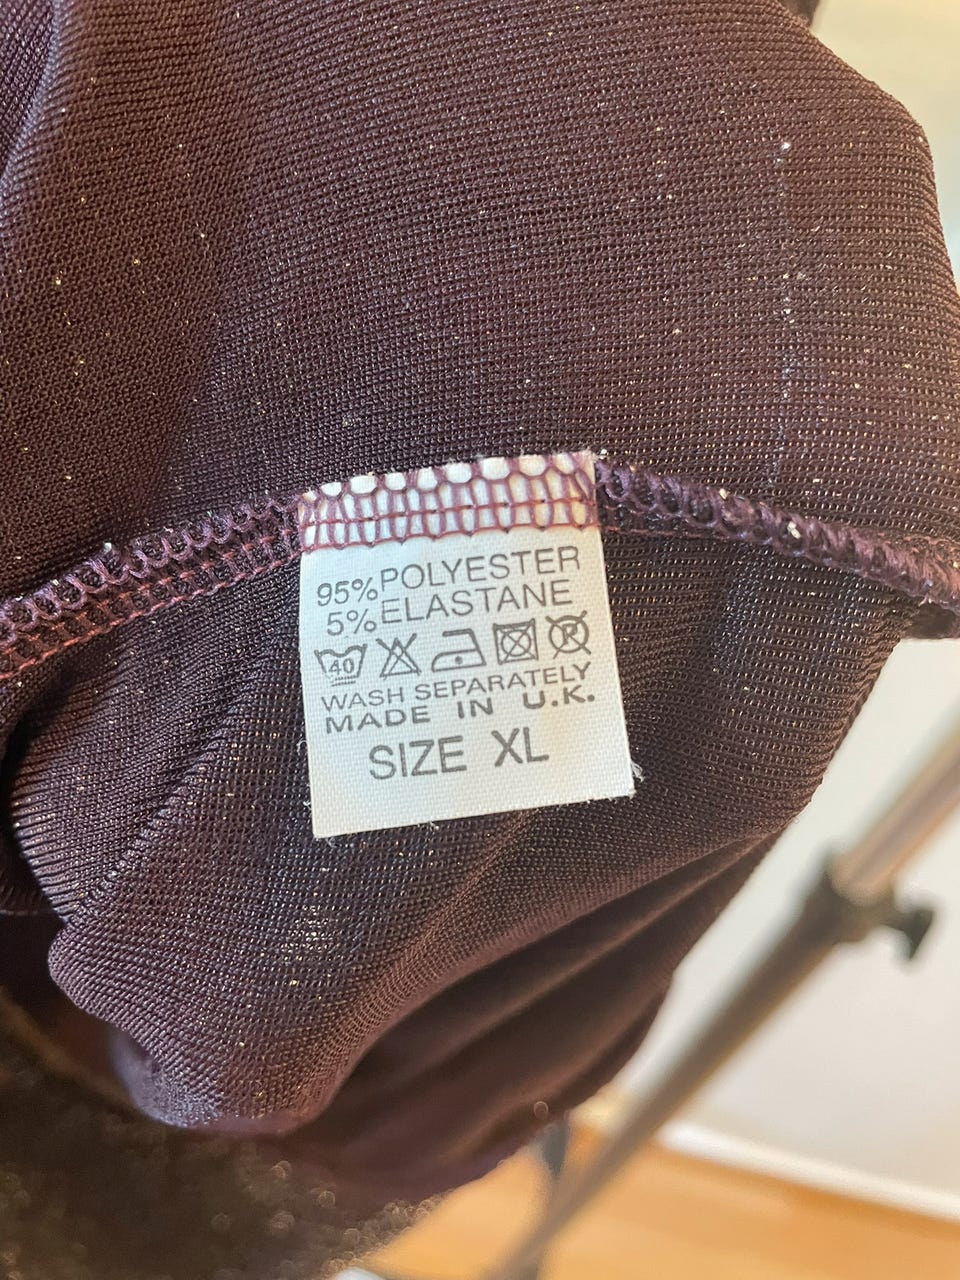 95% POLYESTER
5% ELASTANE
40 P
WASH SEPARATELY
MADE IN U.K.
SIZE XL